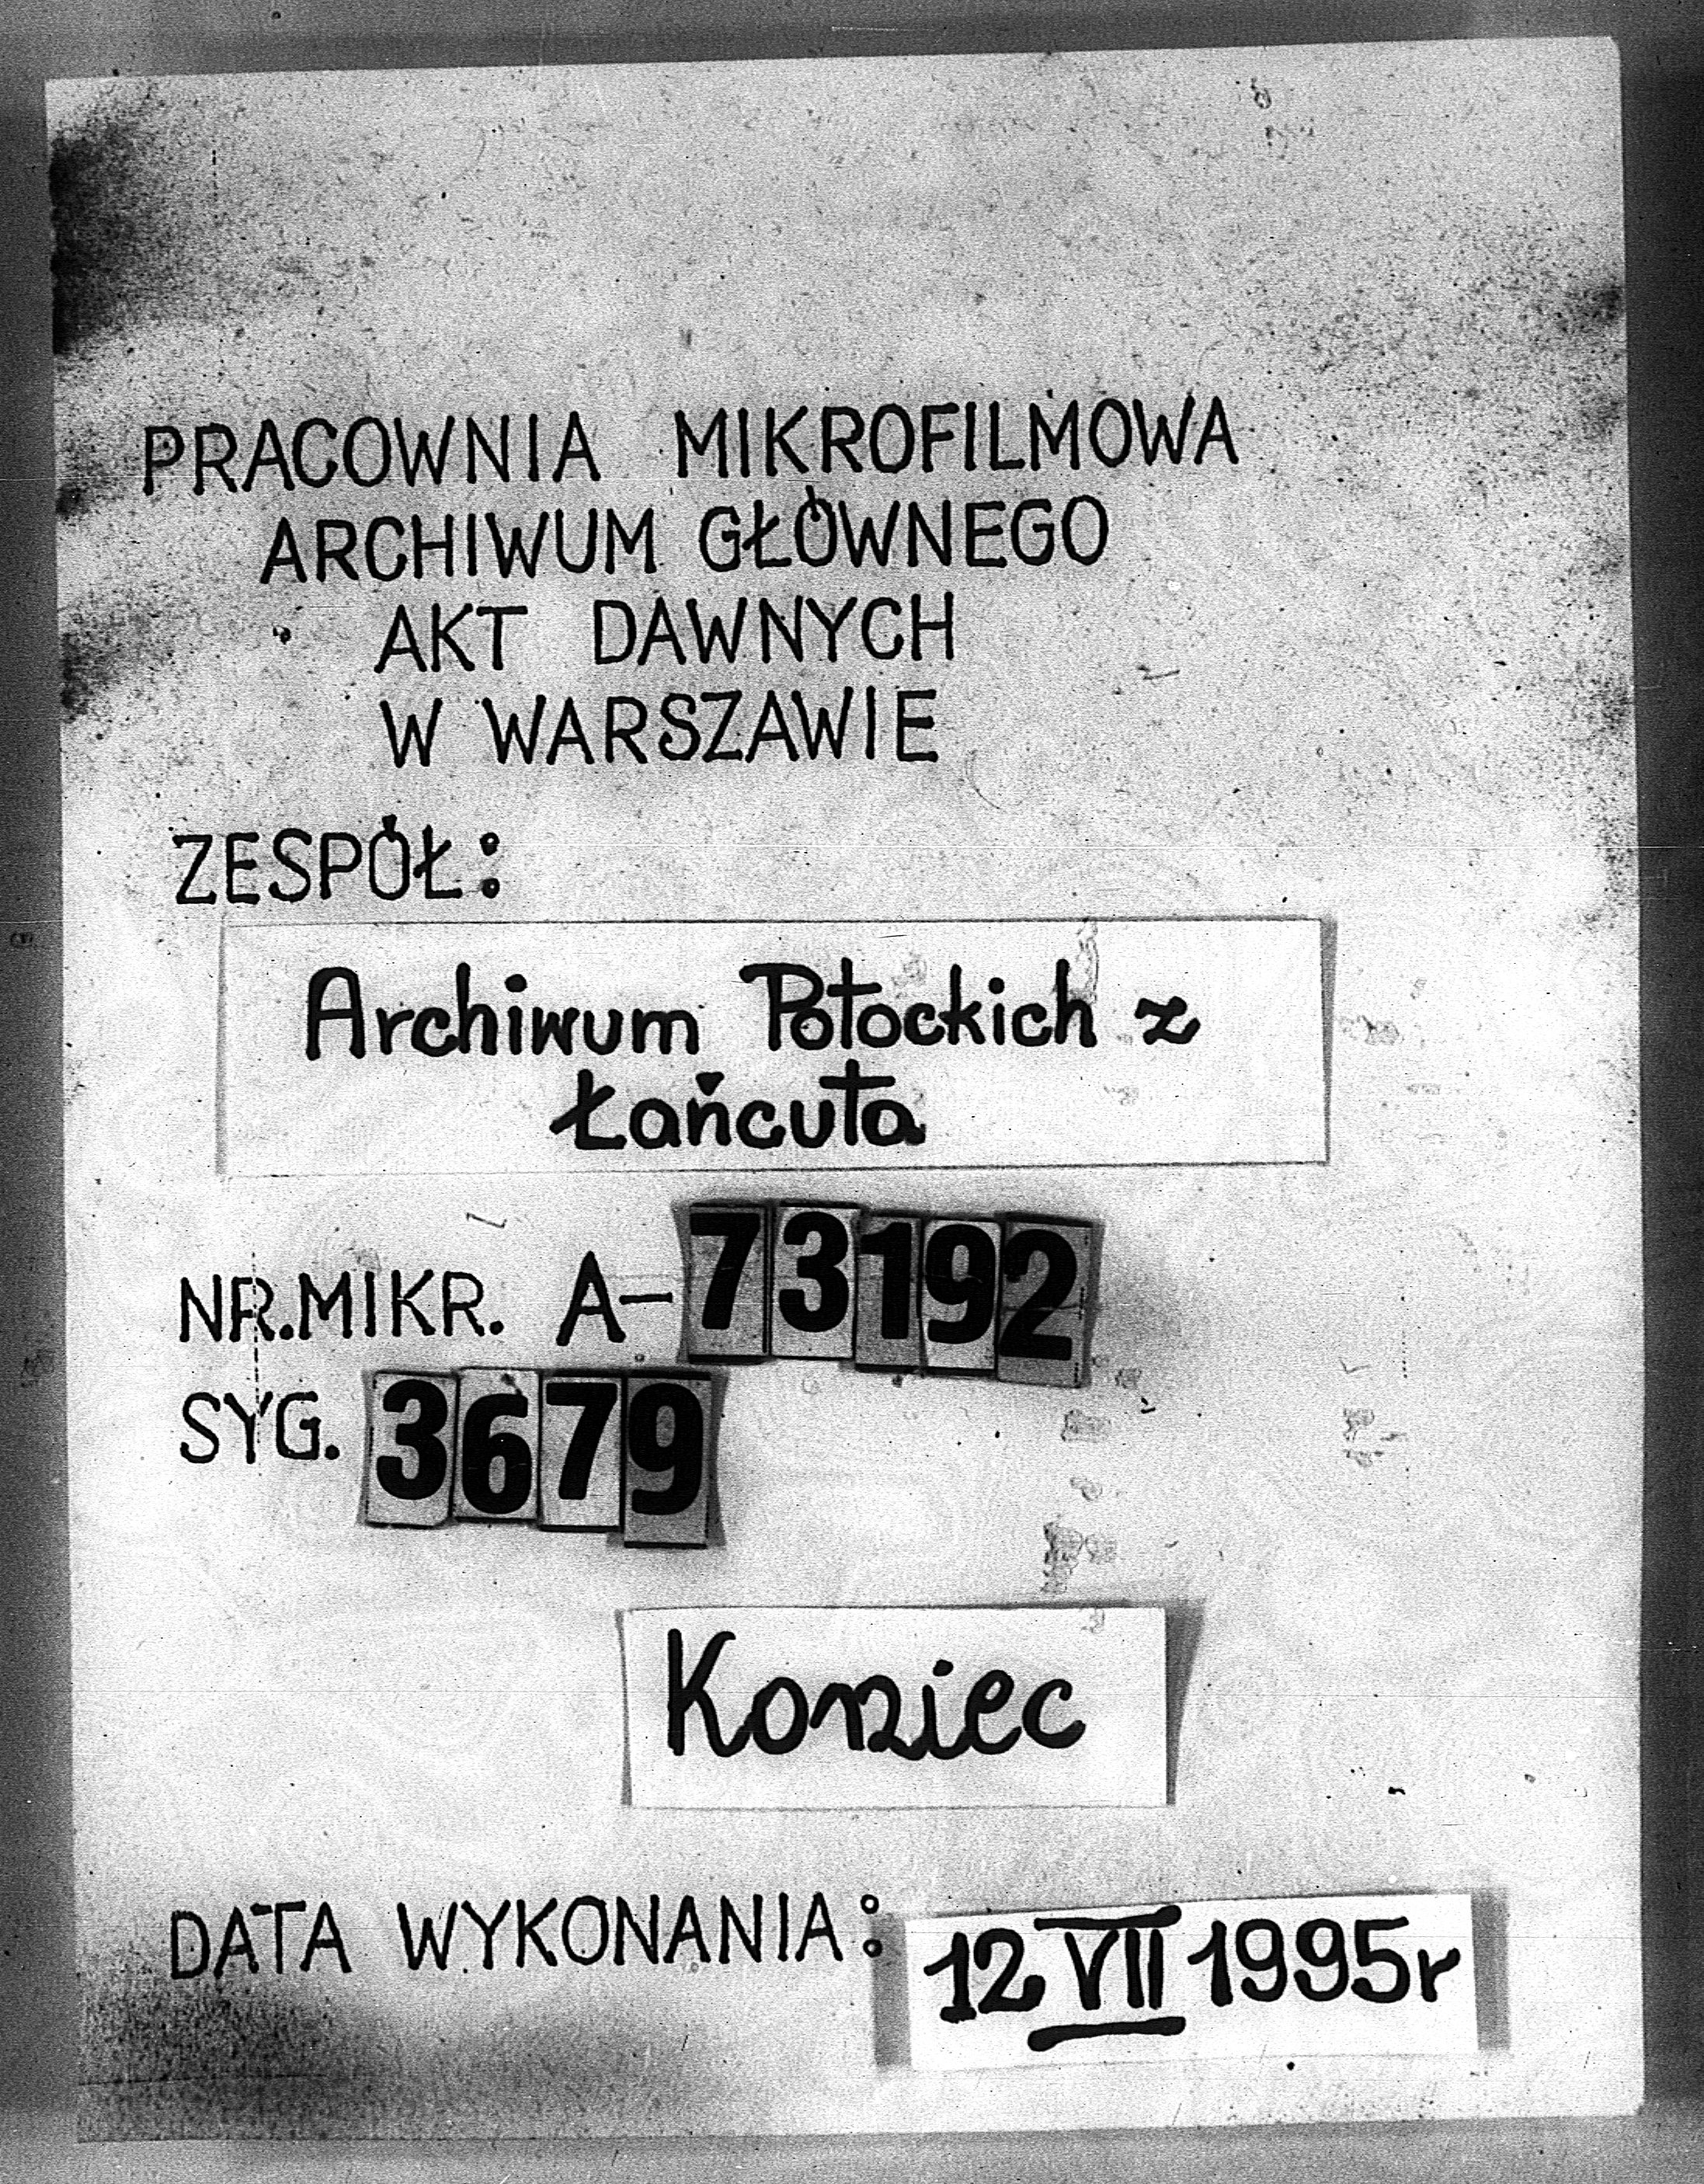 PRACOWNIA MIKROFILMOWA
ARCHIWUM GŁÓWNEGO
AKT DAWNYCH
W WARSZAWIE
ZESPÓŁ:
Archiwum Potockich z
Łańcuta
NR.MIKR. A-73192
SYG. 3679
Koniec
DATA WYKONANIA: 12 VII 1995r